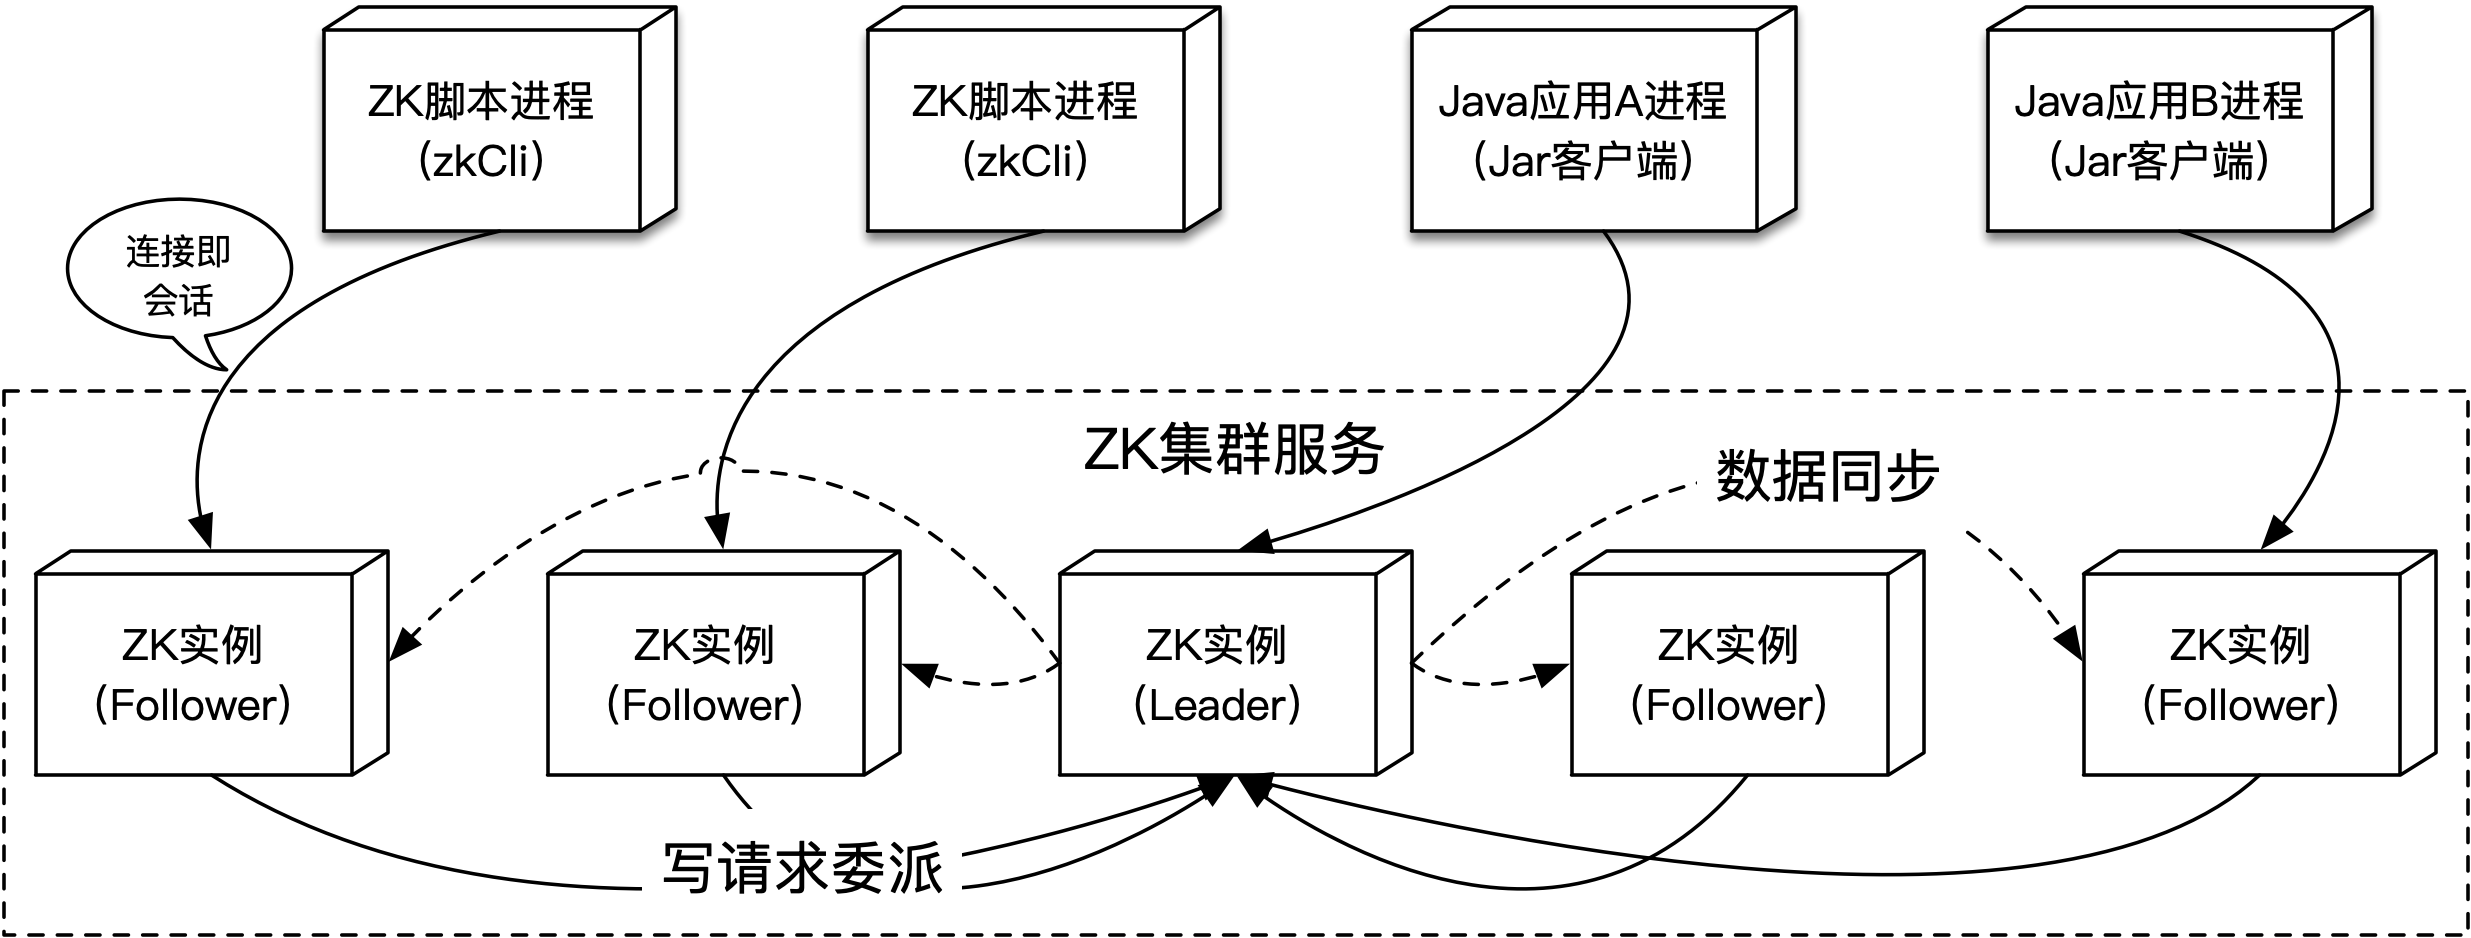 ZK脚本进程
(zkCli)
ZK脚本进程
(zkCli)
Java应用A进程
(Jar客户端)
Java应用B进程
(Jar客户端)
连接即
会话
ZK集群服务
数据同步
ZK实例
(Follower)
ZK实例
(Follower)
ZK实例
(Leader)
ZK实例
(Follower)
ZK实例
(Follower)
写请求委派